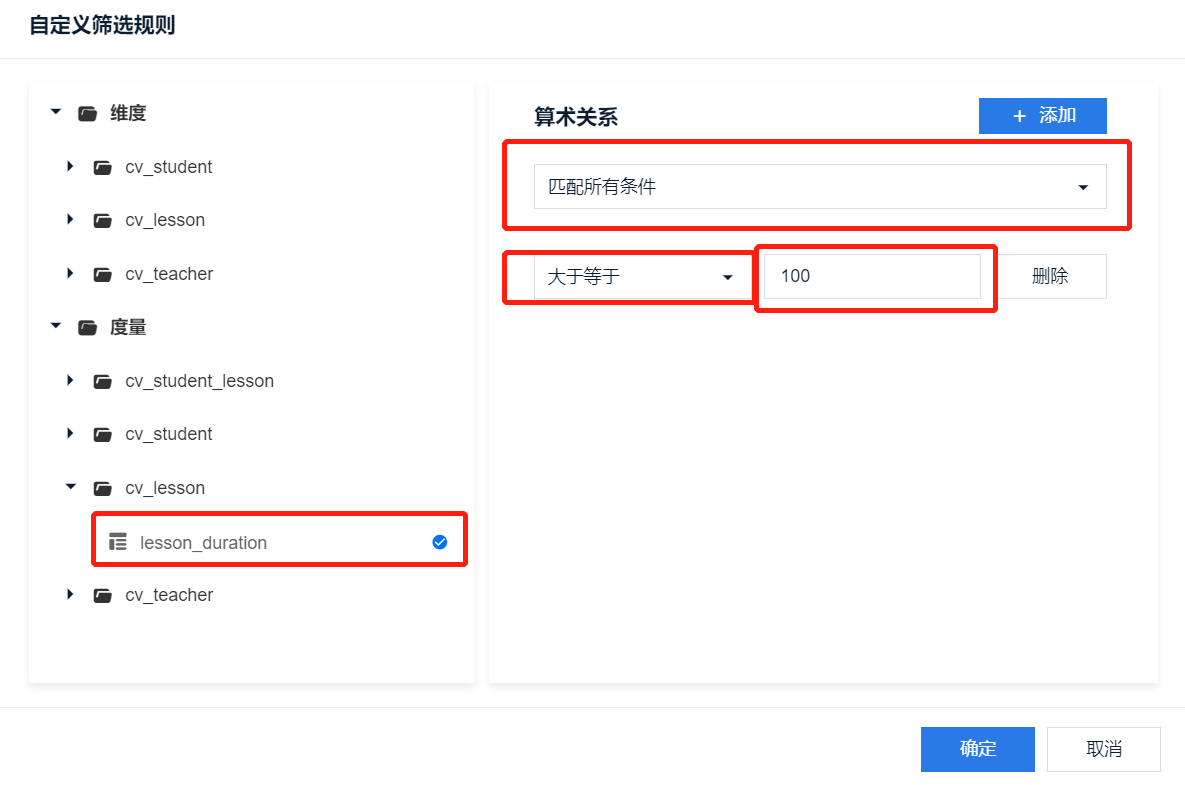 自定义筛选规则
维度
cv_student
cv_lesson
cv_teacher
度量
cv_student_lesson
cv_student
cv_lesson
lesson_duration
cv_teacher
算术关系
+ 添加
匹配所有条件
大于等于 100 删除
确定 取消